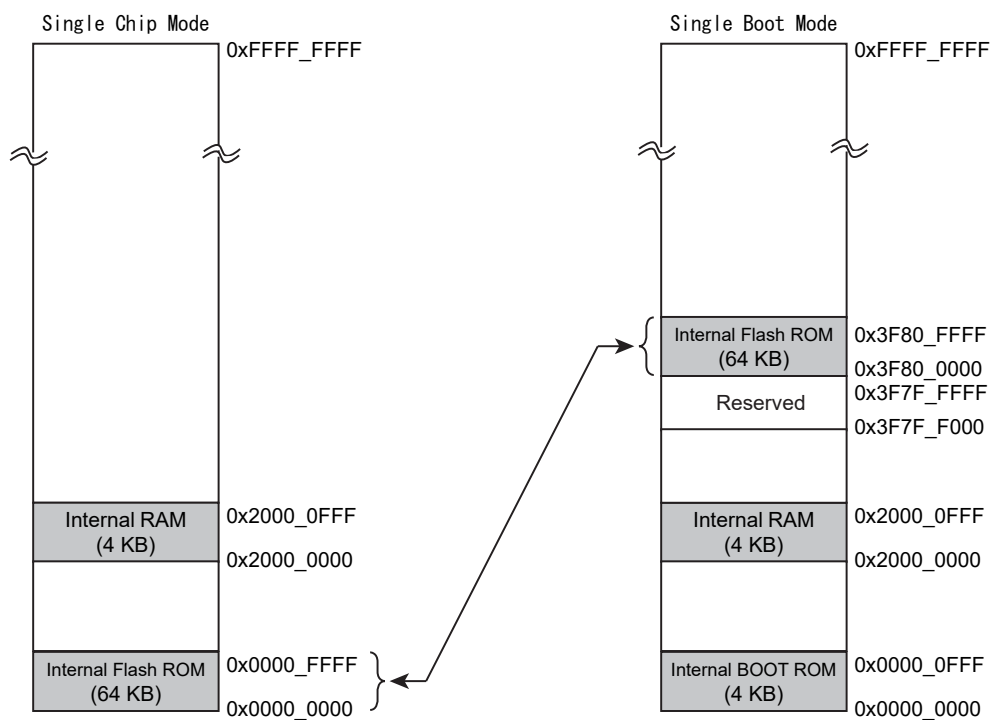 Single Chip Mode
0xFFFF_FFFF
Internal RAM
(4 KB)
0x2000_0FFF
0x2000_0000
Internal Flash ROM
(64 KB)
0x0000_FFFF
0x0000_0000
Single Boot Mode
0xFFFF_FFFF
Internal Flash ROM
(64 KB)
0x3F80_FFFF
0x3F80_0000
Reserved
0x3F7F_FFFF
0x3F7F_F000
Internal RAM
(4 KB)
0x2000_0FFF
0x2000_0000
Internal BOOT ROM
(4 KB)
0x0000_0FFF
0x0000_0000